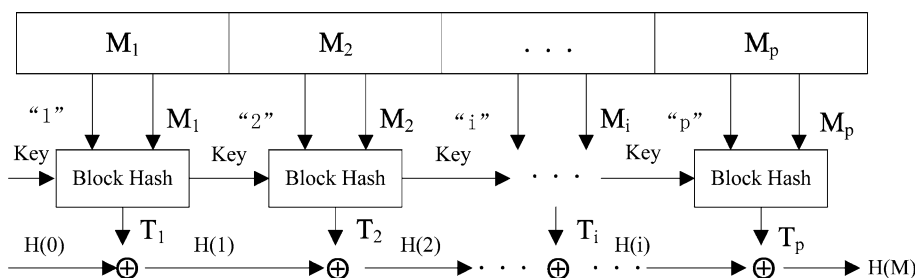 M1 M2 . . . Mp
“1” M1 “2” M2 “i” Mi “p” Mp
Key Key Key Key
Block Hash Block Hash . . . Block Hash
T1 T2 Ti Tp
H(0) H(1) H(2) H(i)
⊕ ⊕ . . . . ⊕ . . . ⊕ H(M)